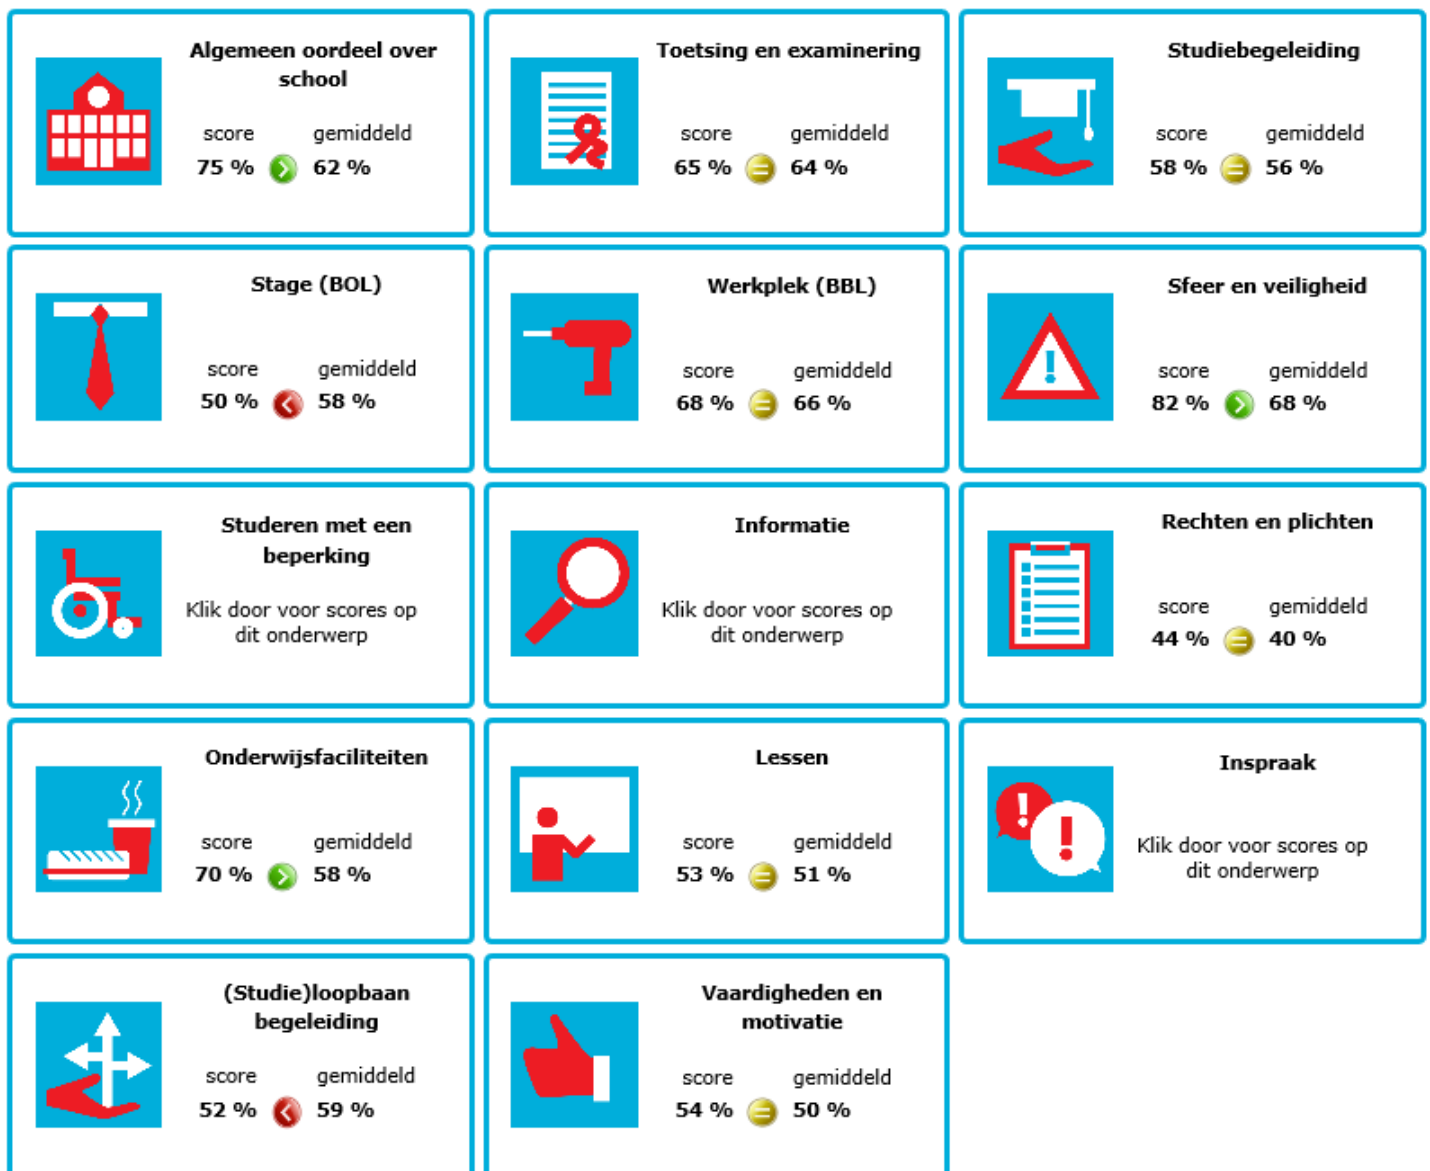 Algemeen oordeel over
school
score gemiddeld
75 % 62 %
Toetsing en examinering
score gemiddeld
65 % = 64 %
Studiebegeleiding
score gemiddeld
58 % = 56 %
Stage (BOL)
score gemiddeld
50 % 58 %
Werkplek (BBL)
score gemiddeld
68 % = 66 %
Sfeer en veiligheid
!
score gemiddeld
82 % 68 %
Studeren met een
beperking
Klik door voor scores op
dit onderwerp
Informatie
Klik door voor scores op
dit onderwerp
Rechten en plichten
score gemiddeld
44 % = 40 %
Onderwijsfaciliteiten
score gemiddeld
70 % 58 %
Lessen
score gemiddeld
53 % = 51 %
Inspraak
! !
Klik door voor scores op
dit onderwerp
(Studie)loopbaan
begeleiding
score gemiddeld
52 % 59 %
Vaardigheden en
motivatie
score gemiddeld
54 % = 50 %